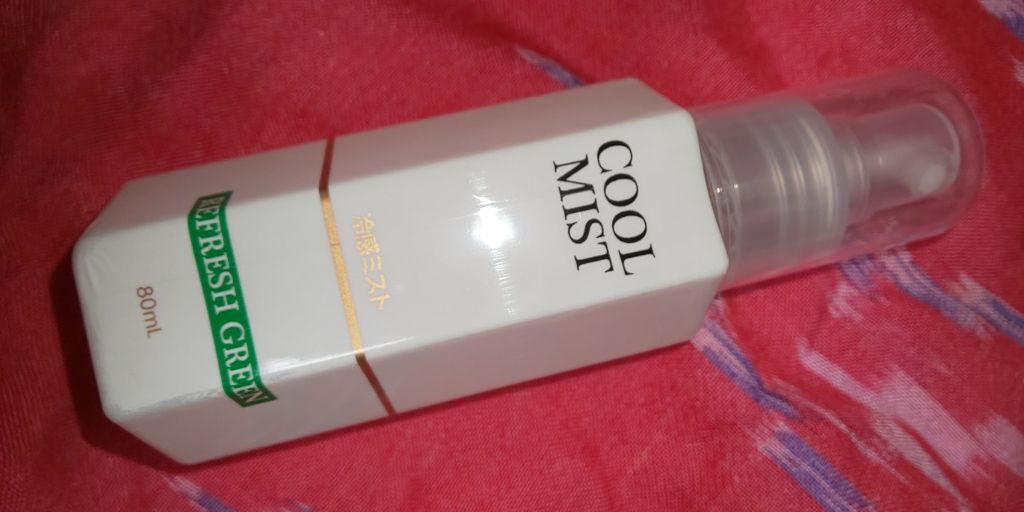 COOL
MIST
冷感ミスト
REFRESH GREEN
80mL